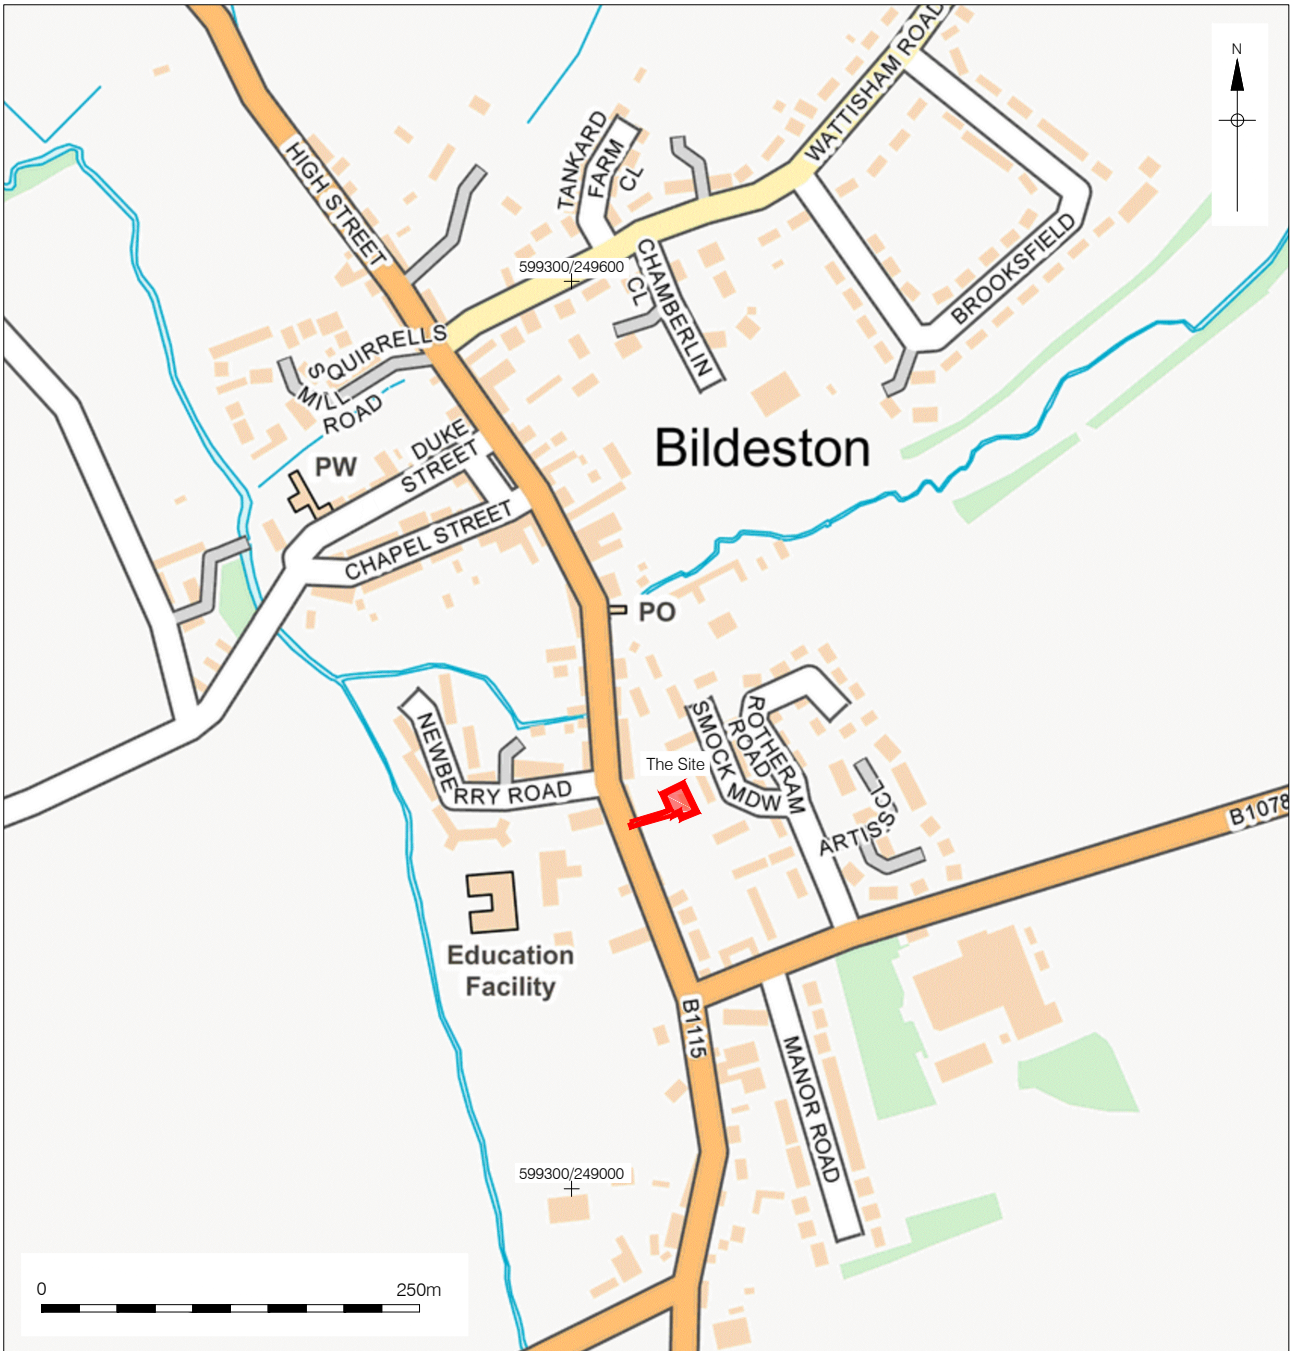 WATTISHAM ROAD
N
TANKARD
FARM
CL
HIGH STREET
BROOKSFIELD
599300/249600
CHAMBERLIN
CL
SQUIRRELLS
MILL
ROAD
DUKE
STREET
Bildeston
PW
CHAPEL STREET
PO
SMOCK MDW
ROTHERAM
ROAD
NEWBERRY ROAD
The Site
ARTISS CL
B1078
Education
Facility
B1115
MANOR ROAD
599300/249000
0 250m